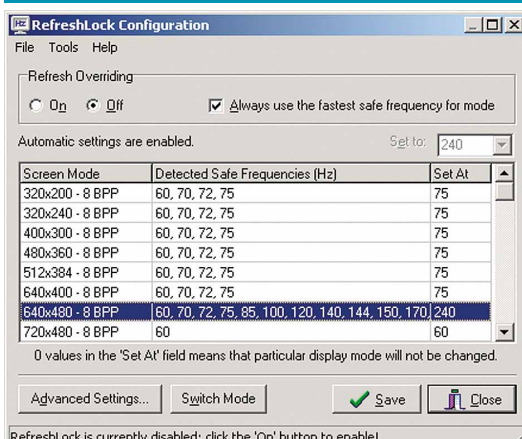 RefreshLock Configuration
File Tools Help
Refresh Overriding
On Off Always use the fastest safe frequency for mode
Automatic settings are enabled. Set to: 240
Screen Mode Detected Safe Frequencies (Hz) Set At
320x200 - 8 BPP 60, 70, 72, 75 75
320x240 - 8 BPP 60, 70, 72, 75 75
400x300 - 8 BPP 60, 70, 72, 75 75
480x360 - 8 BPP 60, 70, 72, 75 75
512x384 - 8 BPP 60, 70, 72, 75 75
640x400 - 8 BPP 60, 70, 72, 75 75
640x480 - 8 BPP 60, 70, 72, 75, 85, 100, 120, 140, 144, 150, 170, 240
720x480 - 8 BPP 60 60
0 values in the 'Set At' field means that particular display mode will not be changed.
Advanced Settings... Switch Mode Save Close
RefreshLock is currently disabled; click the 'On' button to enable!